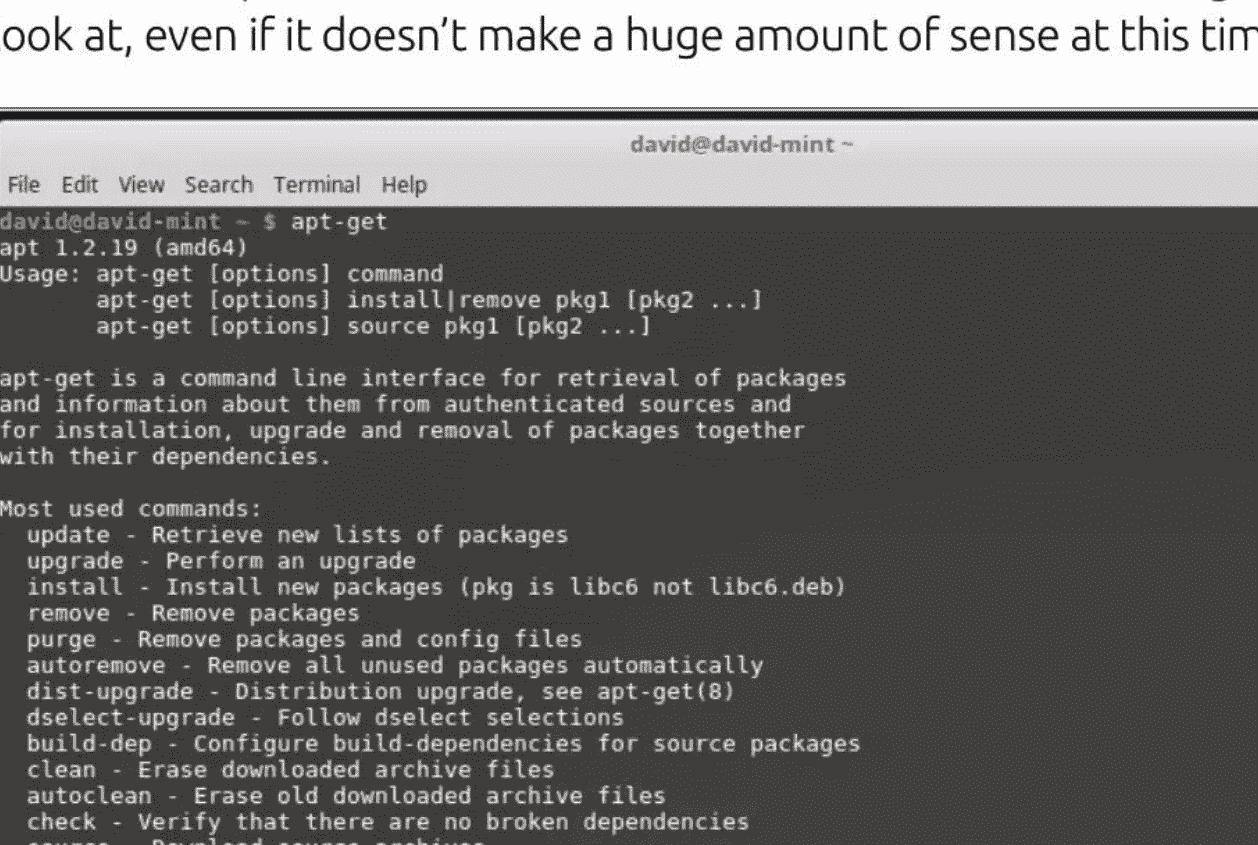 look at, even if it doesn't make a huge amount of sense at this
david@david-mint ~
File Edit View Search Terminal Help
david@david-mint ~ $ apt-get
apt 1.2.19 (amd64)
Usage: apt-get [options] command
       apt-get [options] install|remove pkg1 [pkg2 ...]
       apt-get [options] source pkg1 [pkg2 ...]
apt-get is a command line interface for retrieval of packages
and information about them from authenticated sources and
for installation, upgrade and removal of packages together
with their dependencies.
Most used commands:
  update - Retrieve new lists of packages
  upgrade - Perform an upgrade
  install - Install new packages (pkg is libc6 not libc6.deb)
  remove - Remove packages
  purge - Remove packages and config files
  autoremove - Remove all unused packages automatically
  dist-upgrade - Distribution upgrade, see apt-get(8)
  dselect-upgrade - Follow dselect selections
  build-dep - Configure build-dependencies for source packages
  clean - Erase downloaded archive files
  autoclean - Erase old downloaded archive files
  check - Verify that there are no broken dependencies
  source - Download source archives